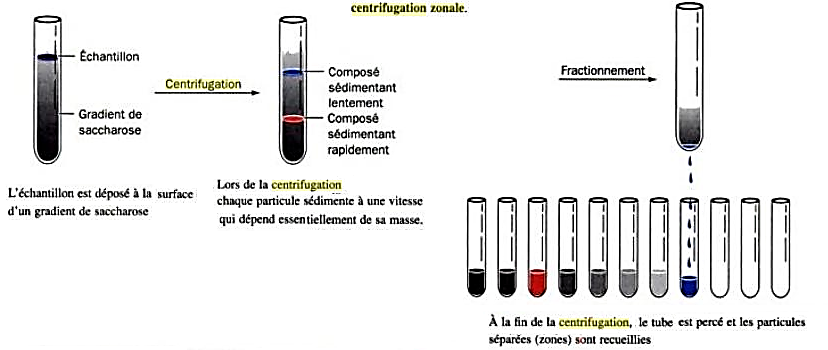 centrifugation zonale.
Échantillon
Gradient de
saccharose
Centrifugation
Composé
sédimentant
lentement
Composé
sédimentant
rapidement
Fractionnement
L'échantillon est déposé à la surface
d'un gradient de saccharose
Lors de la centrifugation
chaque particule sédimente à une vitesse
qui dépend essentiellement de sa masse.
À la fin de la centrifugation, le tube est percé et les particules
séparées (zones) sont recueillies